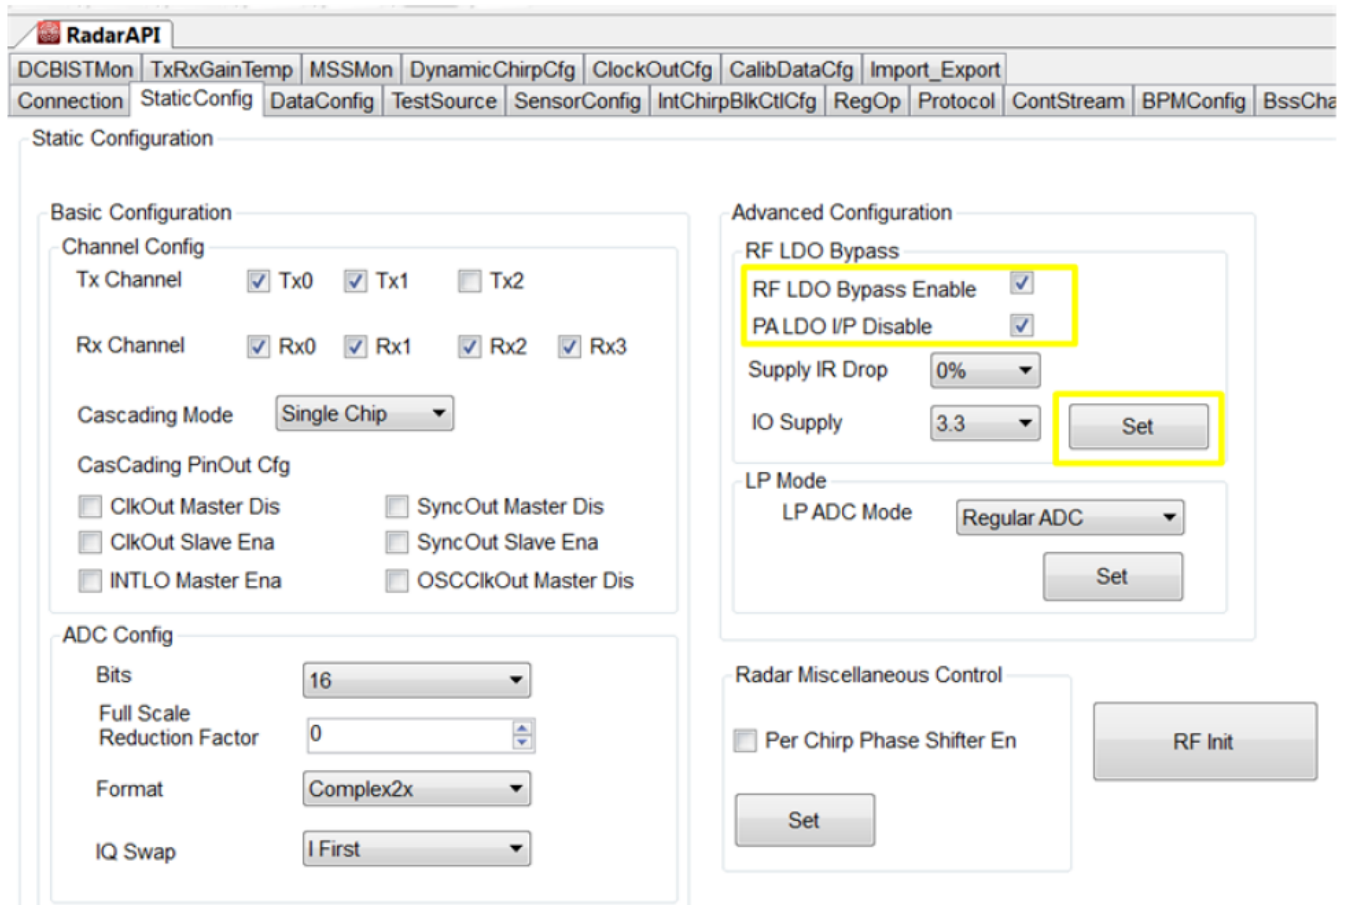 RadarAPI
DCBISTMon TxRxGainTemp MSSMon DynamicChirpCfg ClockOutCfg CalibDataCfg Import_Export
Connection StaticConfig DataConfig TestSource SensorConfig IntChirpBlkCtlCfg RegOp Protocol ContStream BPMConfig BssCha
Static Configuration
Basic Configuration
Channel Config
Tx Channel Tx0 Tx1 Tx2
Rx Channel Rx0 Rx1 Rx2 Rx3
Cascading Mode Single Chip
CasCading PinOut Cfg
ClkOut Master Dis SyncOut Master Dis
ClkOut Slave Ena SyncOut Slave Ena
INTLO Master Ena OSCClkOut Master Dis
ADC Config
Bits 16
Full Scale
Reduction Factor 0
Format Complex2x
IQ Swap I First
Advanced Configuration
RF LDO Bypass
RF LDO Bypass Enable
PA LDO I/P Disable
Supply IR Drop 0%
IO Supply 3.3 Set
LP Mode
LP ADC Mode Regular ADC
Set
Radar Miscellaneous Control
Per Chirp Phase Shifter En
Set
RF Init